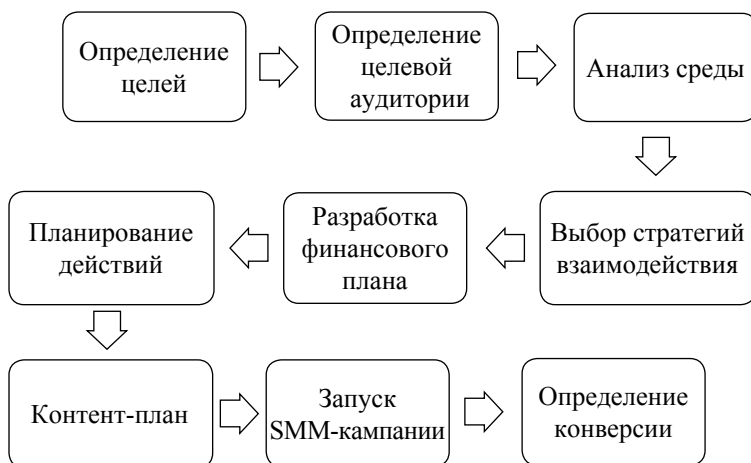 Определение
целей
Определение
целевой
аудитории
Анализ среды
Выбор стратегий
взаимодействия
Разработка
финансового
плана
Планирование
действий
Контент-план
Запуск
SMM-кампании
Определение
конверсии